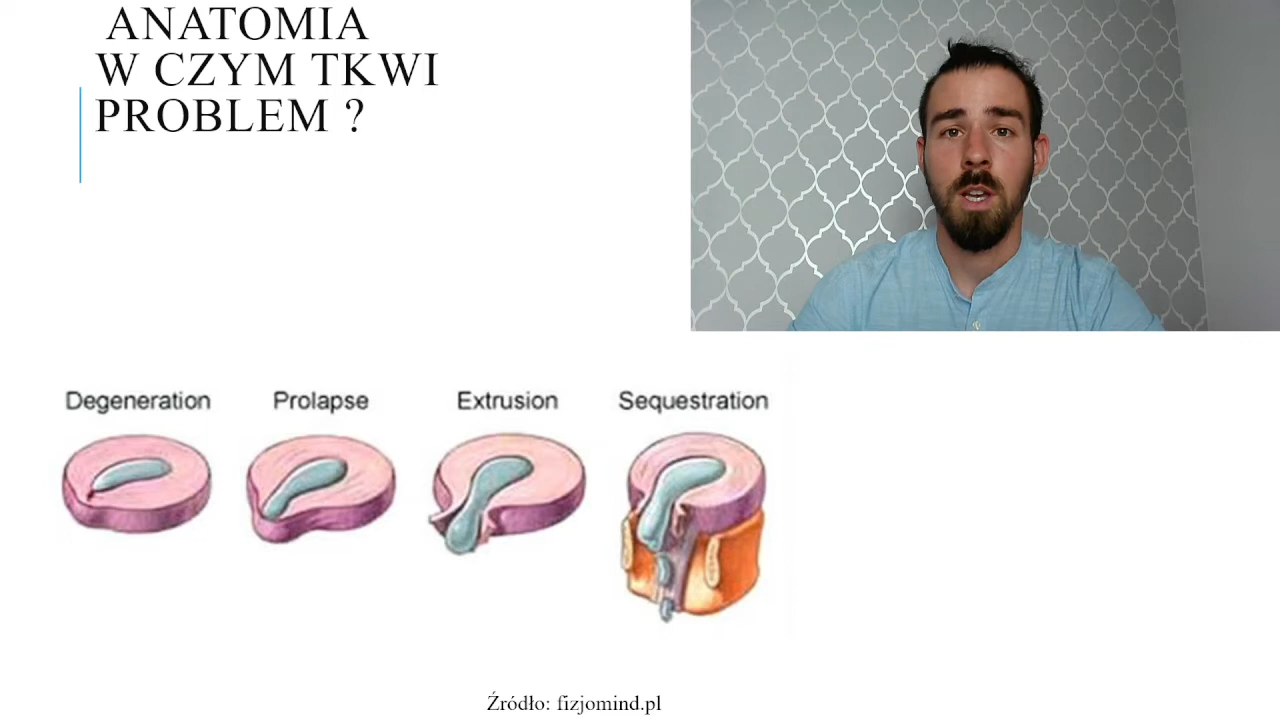 ANATOMIA
W CZYM TKWI
PROBLEM ?
Degeneration Prolapse Extrusion Sequestration
Źródło: fizjomind.pl